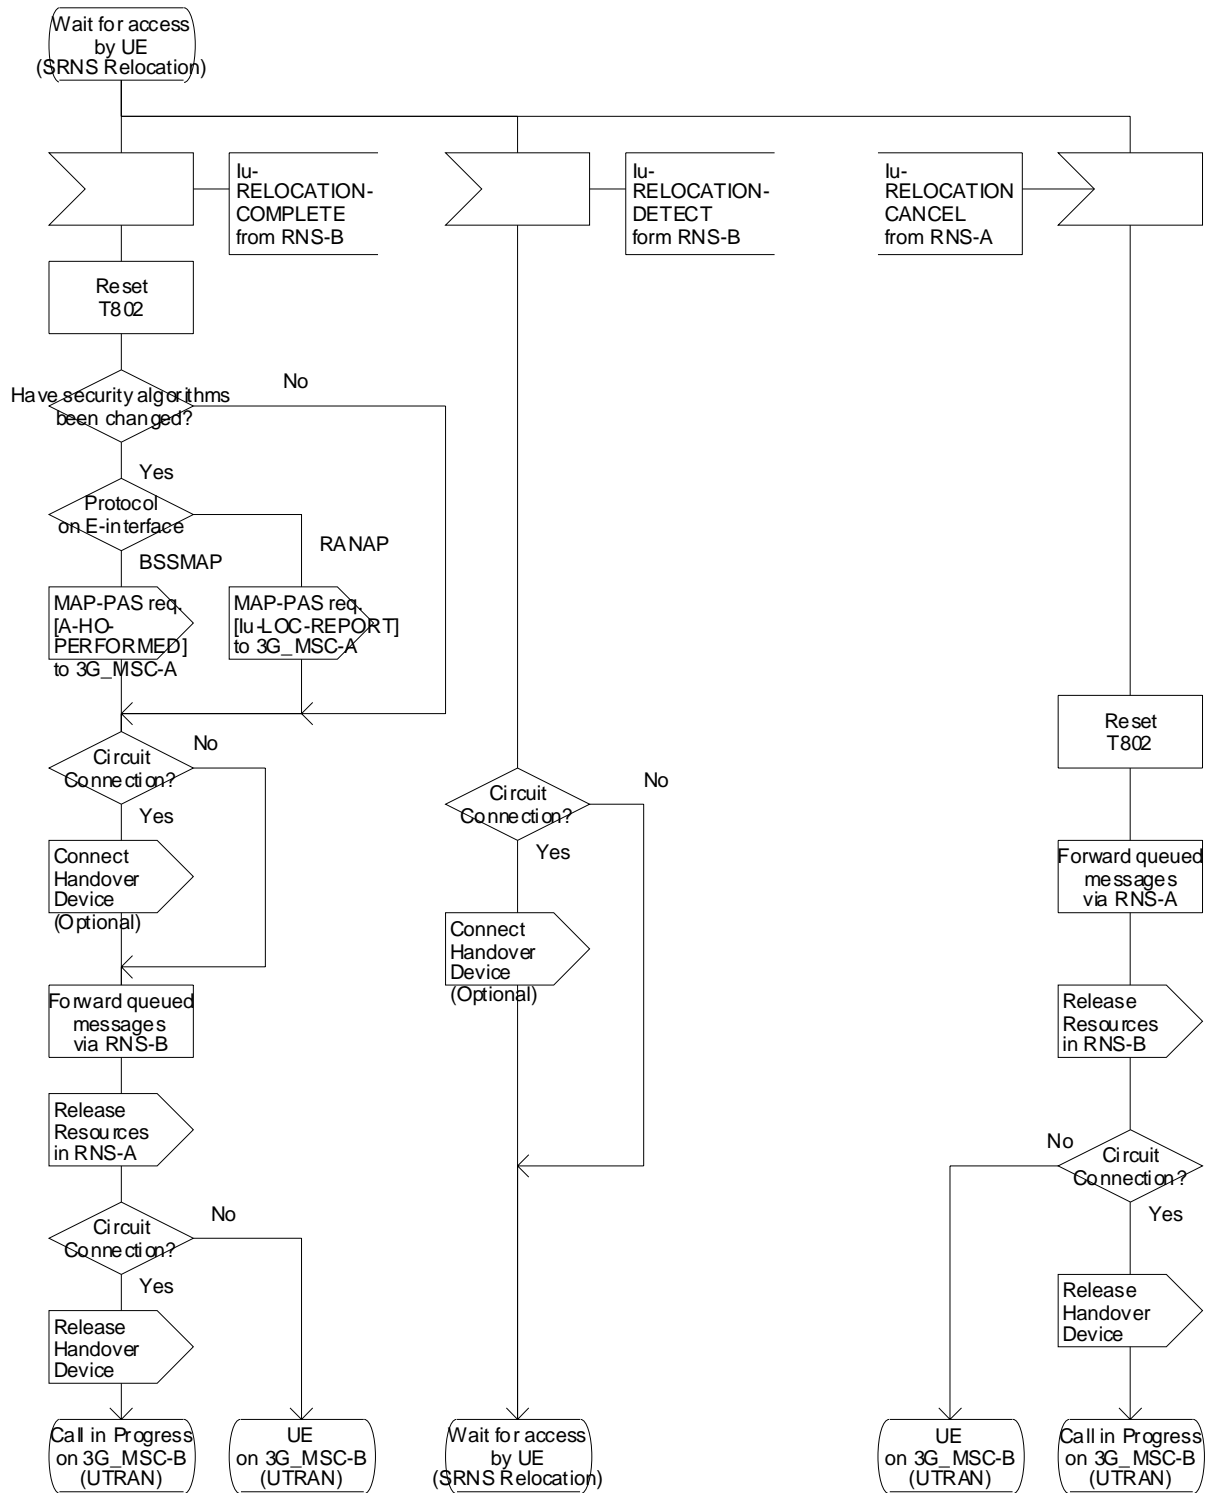 Wait for access
by UE
(SRNS Relocation)
Iu-
RELOCATION-
COMPLETE
from RNS-B
Iu-
RELOCATION-
DETECT
form RNS-B
Iu-
RELOCATION
CANCEL
from RNS-A
Reset
T802
Have security algorithms
been changed?
No
Yes
Protocol
on E-interface
BSSMAP
RANAP
MAP-PAS req.
[A-HO-
PERFORMED]
to 3G_MSC-A
MAP-PAS req.
[Iu-LOC-REPORT]
to 3G_MSC-A
Circuit
Connection?
No
Yes
Connect
Handover
Device
(Optional)
Forward queued
messages
via RNS-B
Release
Resources
in RNS-A
Circuit
Connection?
No
Yes
Release
Handover
Device
Call in Progress
on 3G_MSC-B
(UTRAN)
UE
on 3G_MSC-B
(UTRAN)
Circuit
Connection?
No
Yes
Connect
Handover
Device
(Optional)
Wait for access
by UE
(SRNS Relocation)
Reset
T802
Forward queued
messages
via RNS-A
Release
Resources
in RNS-B
No
Circuit
Connection?
Yes
Release
Handover
Device
UE
on 3G_MSC-B
(UTRAN)
Call in Progress
on 3G_MSC-B
(UTRAN)